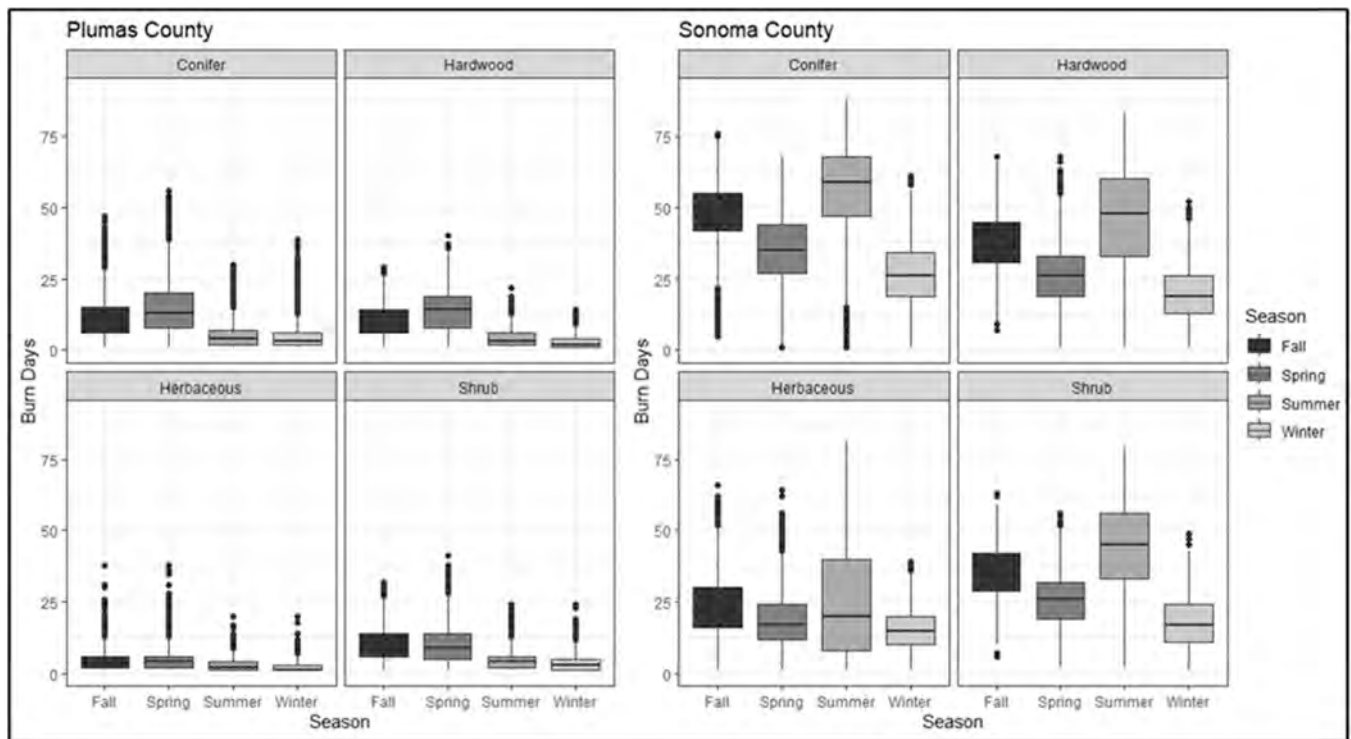 Plumas County
Sonoma County
Conifer
Hardwood
Conifer
Hardwood
75
50
25
0
75
50
25
0
Season
Fall
Spring
Summer
Winter
Burn Days
Burn Days
Herbaceous
Shrub
Herbaceous
Shrub
75
50
25
0
75
50
25
0
Fall Spring Summer Winter
Fall Spring Summer Winter
Fall Spring Summer Winter
Fall Spring Summer Winter
Season
Season